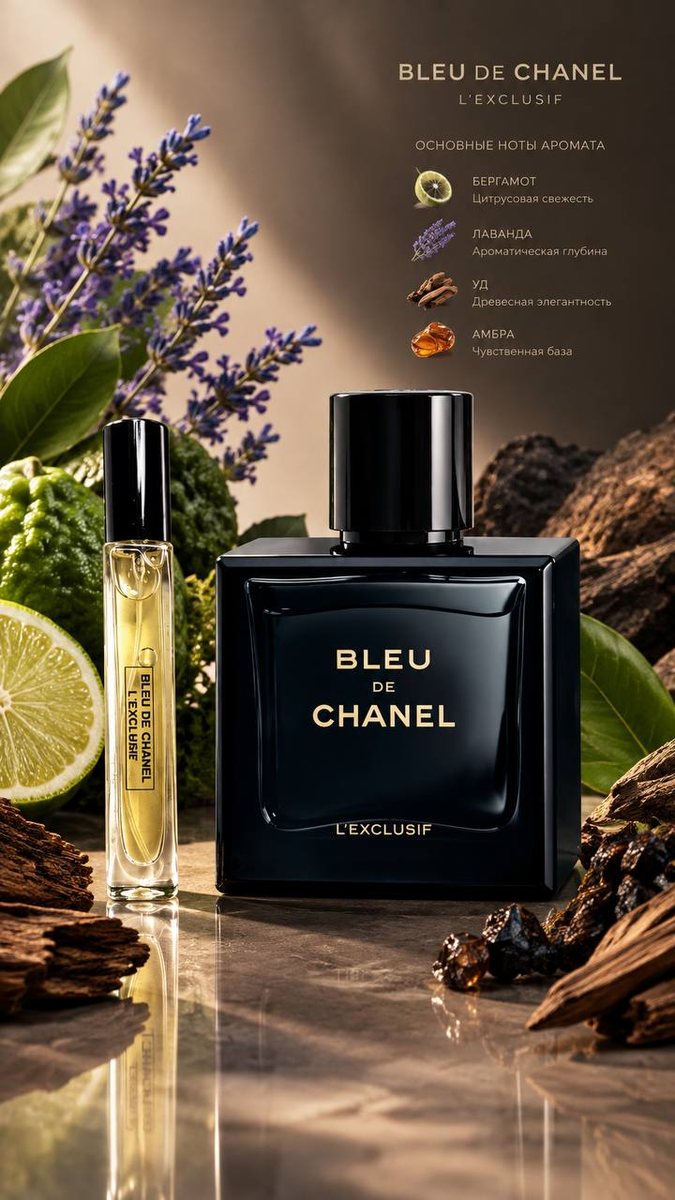 BLEU DE CHANEL
L'EXCLUSIF
ОСНОВНЫЕ НОТЫ АРОМАТА
БЕРГАМОТ
Цитрусовая свежесть
ЛАВАНДА
Ароматическая глубина
УД
Древесная элегантность
АМБРА
Чувственная база
BLEU DE CHANEL
L'EXCLUSIF
BLEU
DE
CHANEL
L'EXCLUSIF